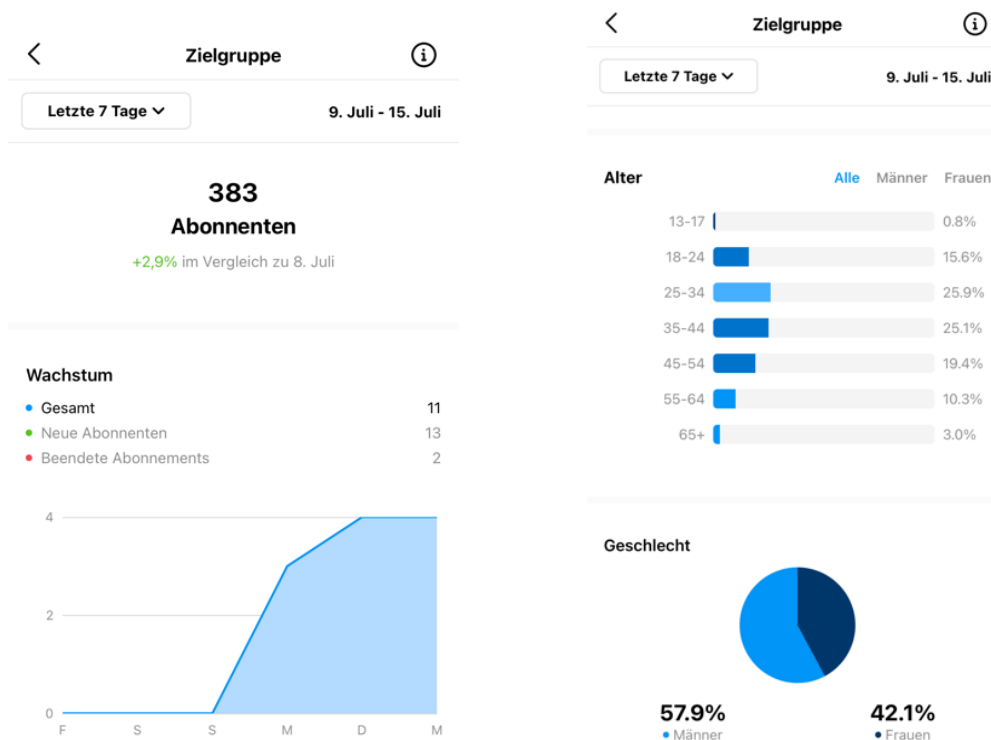 Zielgruppe
Letzte 7 Tage
9. Juli - 15. Juli
383
Abonnenten
+2,9% im Vergleich zu 8. Juli
Wachstum
Gesamt 11
Neue Abonnenten 13
Beendete Abonnements 2
4
2
0
F S S M D M
Zielgruppe
Letzte 7 Tage
9. Juli - 15. Juli
Alter
Alle Männer Frauen
13-17 0.8%
18-24 15.6%
25-34 25.9%
35-44 25.1%
45-54 19.4%
55-64 10.3%
65+ 3.0%
Geschlecht
57.9% 42.1%
Männer Frauen